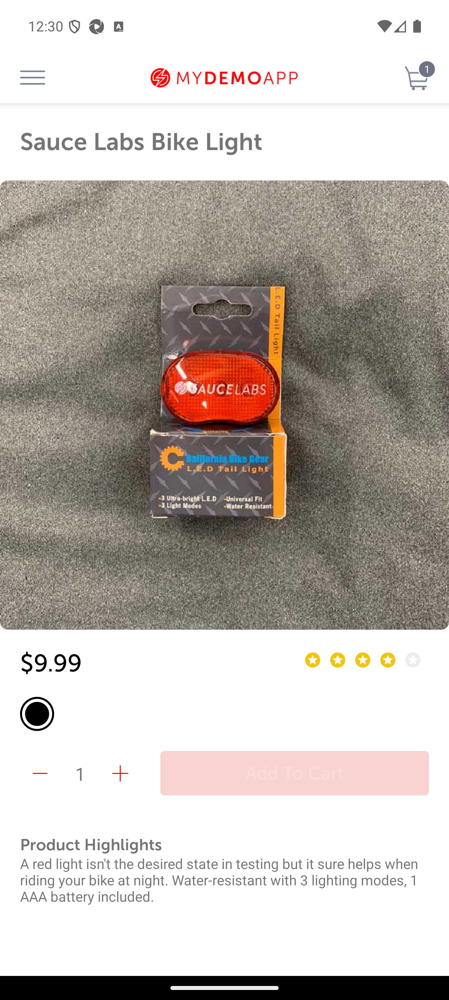 12:30
1
MYDEMOAPP
Sauce Labs Bike Light
L.E.D Tail Light
SAUCELABS
California Bike Gear
L.E.D Tail Light
-3 Ultra-bright L.E.D -Universal Fit
-3 Light Modes -Water Resistant
$9.99
1
Add To Cart
Product Highlights
A red light isn't the desired state in testing but it sure helps when
riding your bike at night. Water-resistant with 3 lighting modes, 1
AAA battery included.